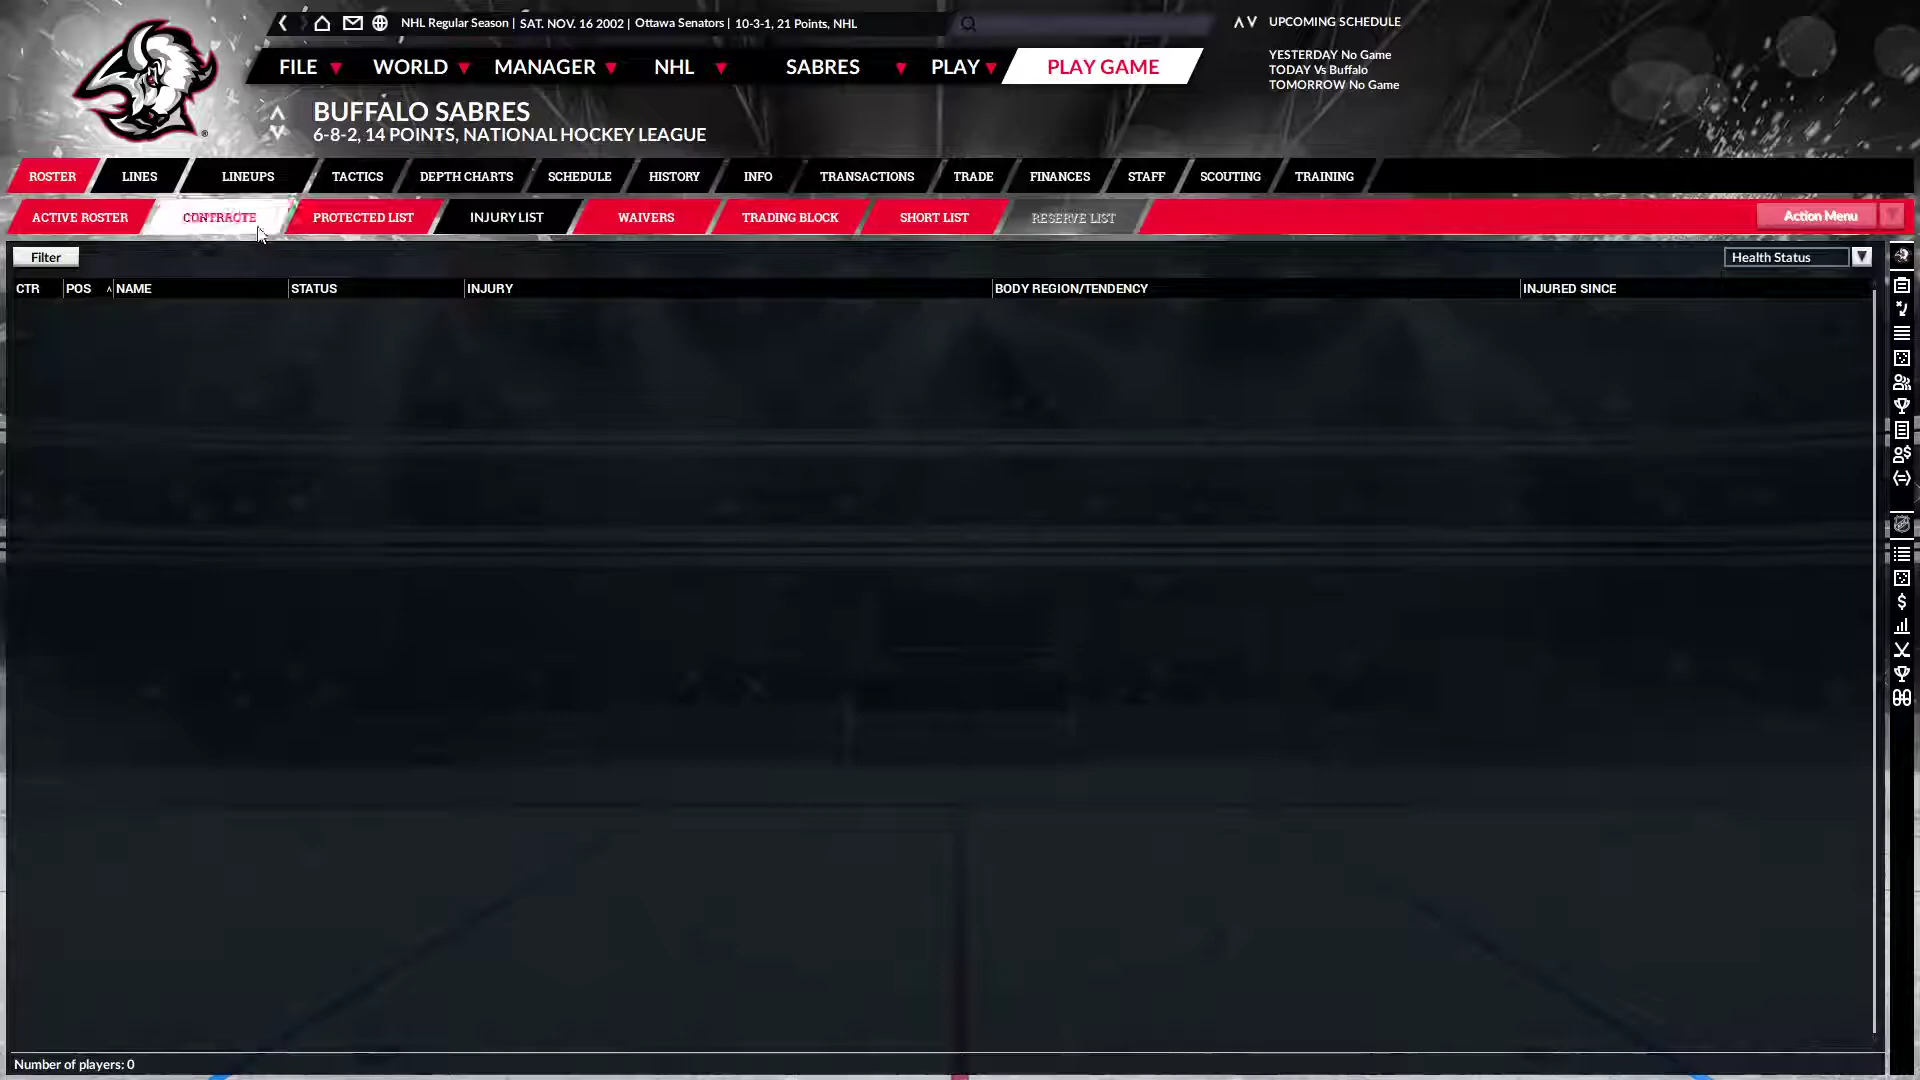 NHL Regular Season | SAT. NOV. 16 2002 | Ottawa Senators | 10-3-1, 21 Points, NHL
UPCOMING SCHEDULE
YESTERDAY No Game
TODAY Vs Buffalo
TOMORROW No Game
FILE WORLD MANAGER NHL SABRES PLAY PLAY GAME
BUFFALO SABRES
6-8-2, 14 POINTS, NATIONAL HOCKEY LEAGUE
ROSTER LINES LINEUPS TACTICS DEPTH CHARTS SCHEDULE HISTORY INFO TRANSACTIONS TRADE FINANCES STAFF SCOUTING TRAINING
ACTIVE ROSTER PROTECTED LIST INJURY LIST WAIVERS TRADING BLOCK SHORT LIST RESERVE LIST Action Menu
Filter Health Status
CTR POS NAME STATUS INJURY BODY REGION/TENDENCY INJURED SINCE
Number of players: 0